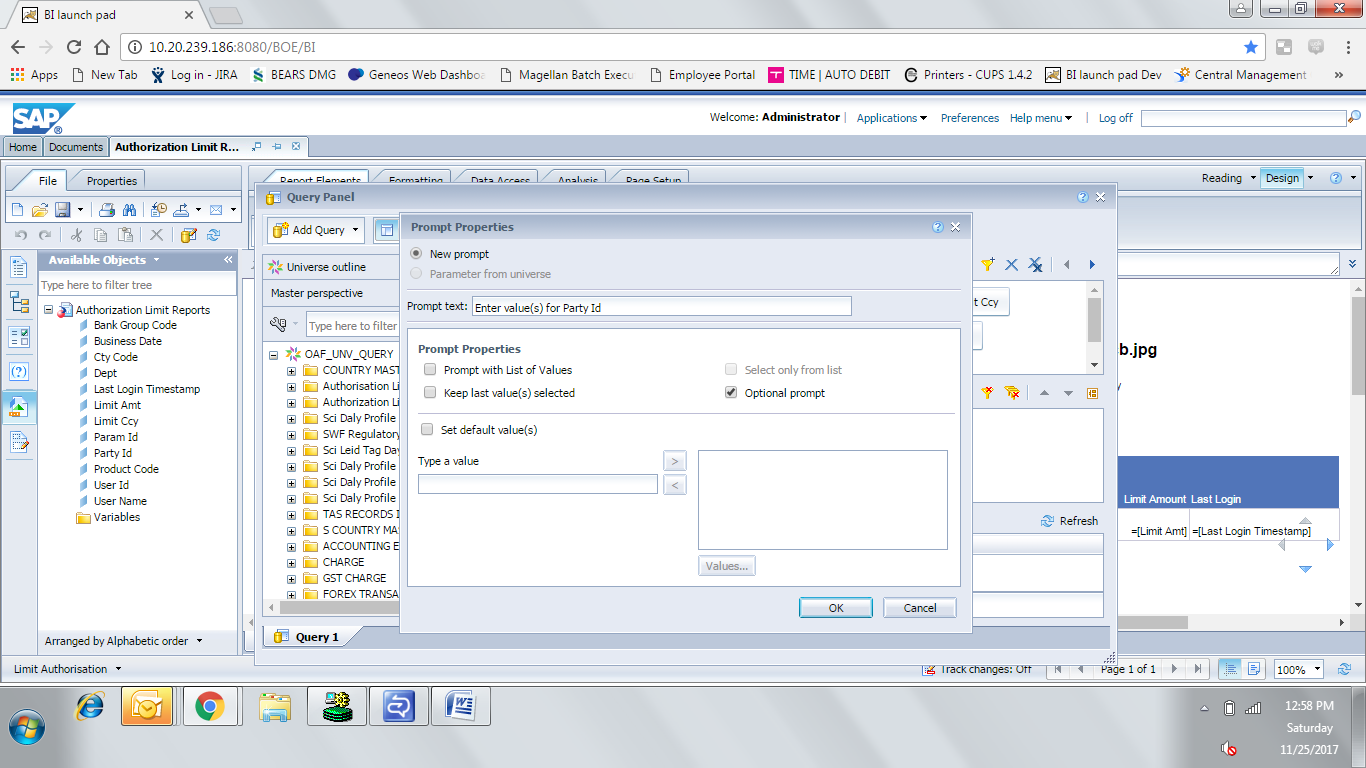 BI launch pad
10.20.239.186:8080/BOE/BI
Apps New Tab Log in - JIRA BEARS DMG Geneos Web Dashboa Magellan Batch Execu Employee Portal TIME | AUTO DEBIT Printers - CUPS 1.4.2 BI launch pad Dev Central Management »
SAP ®
Welcome: Administrator | Applications Preferences Help menu | Log off
Home Documents Authorization Limit R...
File Properties Report Elements Formatting Data Access Analysis Page Setup Reading Design
Query Panel
Add Query
Prompt Properties
New prompt
Parameter from universe
Prompt text: Enter value(s) for Party Id
Prompt Properties
Prompt with List of Values Select only from list
Keep last value(s) selected Optional prompt
Set default value(s)
Type a value
>
<
Values...
OK Cancel
Available Objects «
Type here to filter tree
Authorization Limit Reports
Bank Group Code
Business Date
Cty Code
Dept
Last Login Timestamp
Limit Amt
Limit Ccy
Param Id
Party Id
Product Code
User Id
User Name
Variables
Arranged by Alphabetic order
Universe outline
Master perspective
Type here to filter
OAF_UNV_QUERY
COUNTRY MAST
Authorisation Li
Authorization Li
Sci Daly Profile
SWF Regulatory
Sci Leid Tag Day
Sci Daly Profile
Sci Daly Profile
Sci Daly Profile
TAS RECORDS I
S COUNTRY MA
ACCOUNTING E
CHARGE
GST CHARGE
FOREX TRANSA
Query 1
t Ccy
Refresh
b.jpg
y
Limit Amount Last Login
=[Limit Amt] =[Last Login Timestamp]
Limit Authorisation Track changes: Off Page 1 of 1 100%
12:58 PM
Saturday
11/25/2017